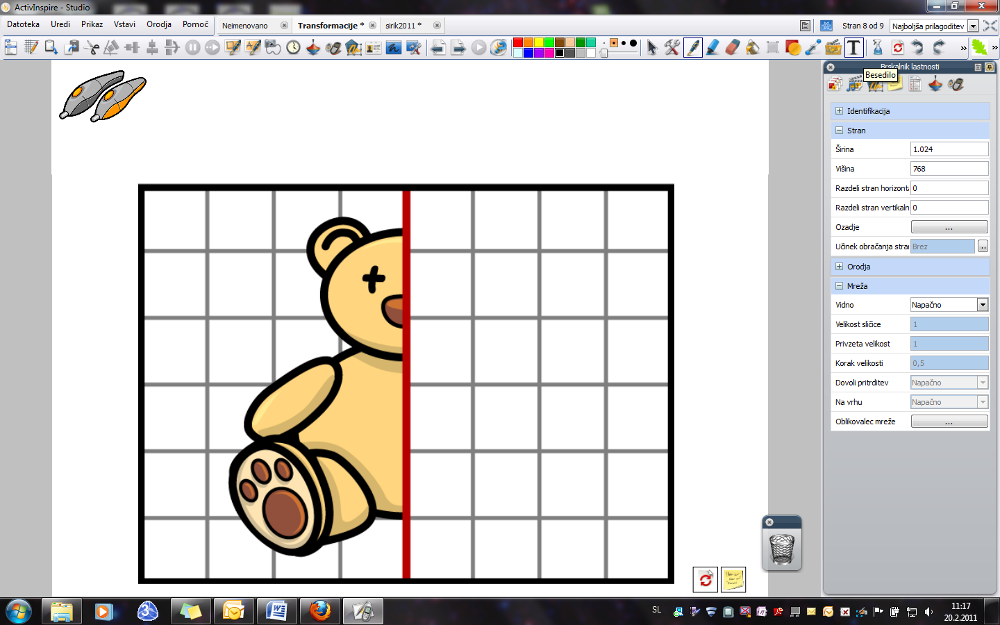 ActivInspire - Studio
Datoteka Uredi Prikaz Vstavi Orodja Pomoč
Neimenovano Transformacije * sirik2011 *
Stran 8 od 9 Najboljša prilagoditev
T
Brskalnik lastnosti
Besedilo
Identifikacija
Stran
Širina 1.024
Višina 768
Razdeli stran horizont 0
Razdeli stran vertikaln 0
Ozadje ...
Učinek obračanja stran Brez ..
Orodja
Mreža
Vidno Napačno
Velikost sličice 1
Privzeta velikost 1
Korak velikosti 0,5
Dovoli pritrditev Napačno
Na vrhu Napačno
Oblikovalec mreže ...
SL
11:17
20.2.2011